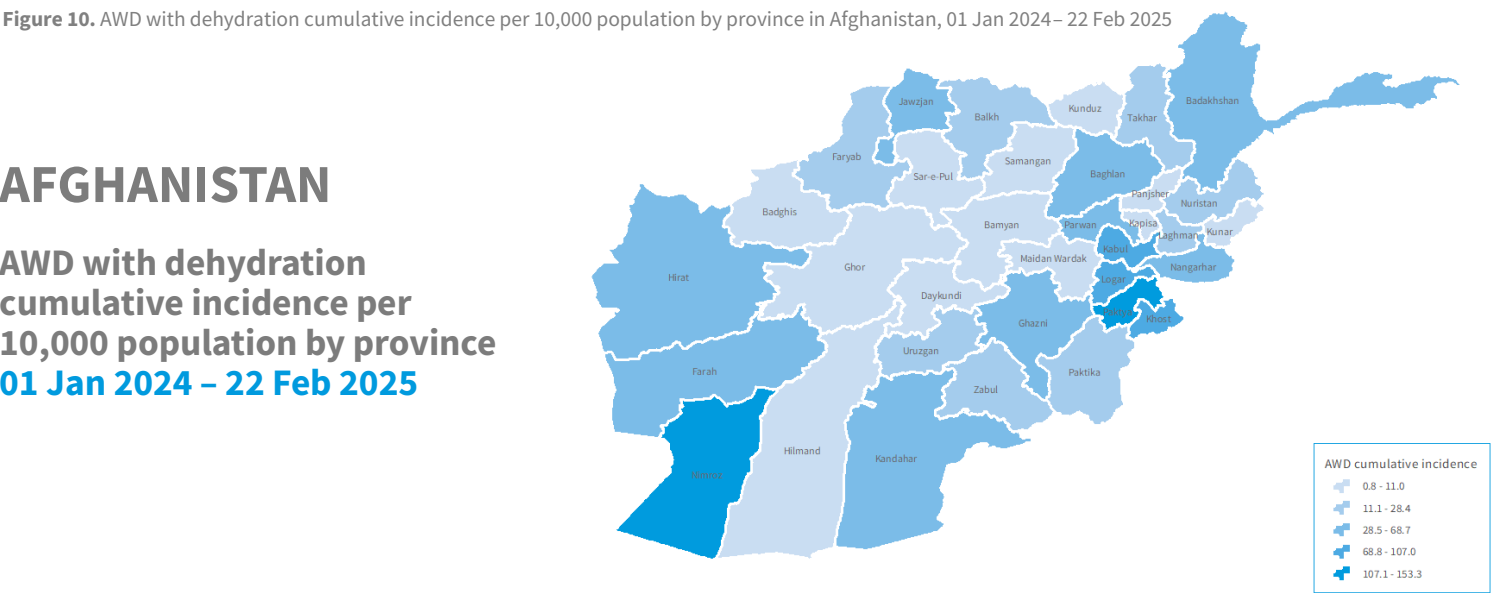 Figure 10. AWD with dehydration cumulative incidence per 10,000 population by province in Afghanistan, 01 Jan 2024– 22 Feb 2025
AFGHANISTAN
AWD with dehydration
cumulative incidence per
10,000 population by province
01 Jan 2024 – 22 Feb 2025
Jawzjan
Balkh
Kunduz
Takhar
Badakhshan
Faryab
Sar-e-Pul
Samangan
Baghlan
Panjsher
Nuristan
Badghis
Bamyan
Parwan
Kapisa
Laghman
Kunar
Kabul
Hirat
Ghor
Maidan Wardak
Nangarhar
Logar
Daykundi
Paktya
Khost
Ghazni
Uruzgan
Farah
Paktika
Zabul
Hilmand
Kandahar
Nimroz
AWD cumulative incidence
0.8 - 11.0
11.1 - 28.4
28.5 - 68.7
68.8 - 107.0
107.1 - 153.3